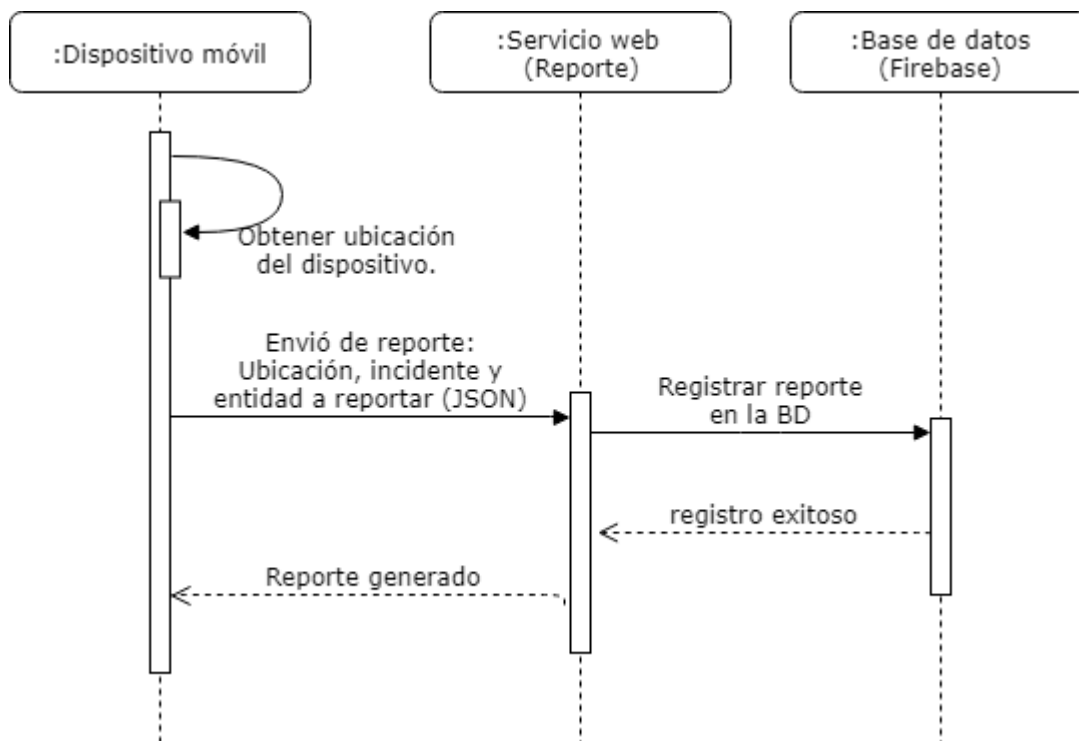 :Dispositivo móvil
:Servicio web
(Reporte)
:Base de datos
(Firebase)
Obtener ubicación
del dispositivo.
Envió de reporte:
Ubicación, incidente y
entidad a reportar (JSON)
Registrar reporte
en la BD
registro exitoso
Reporte generado